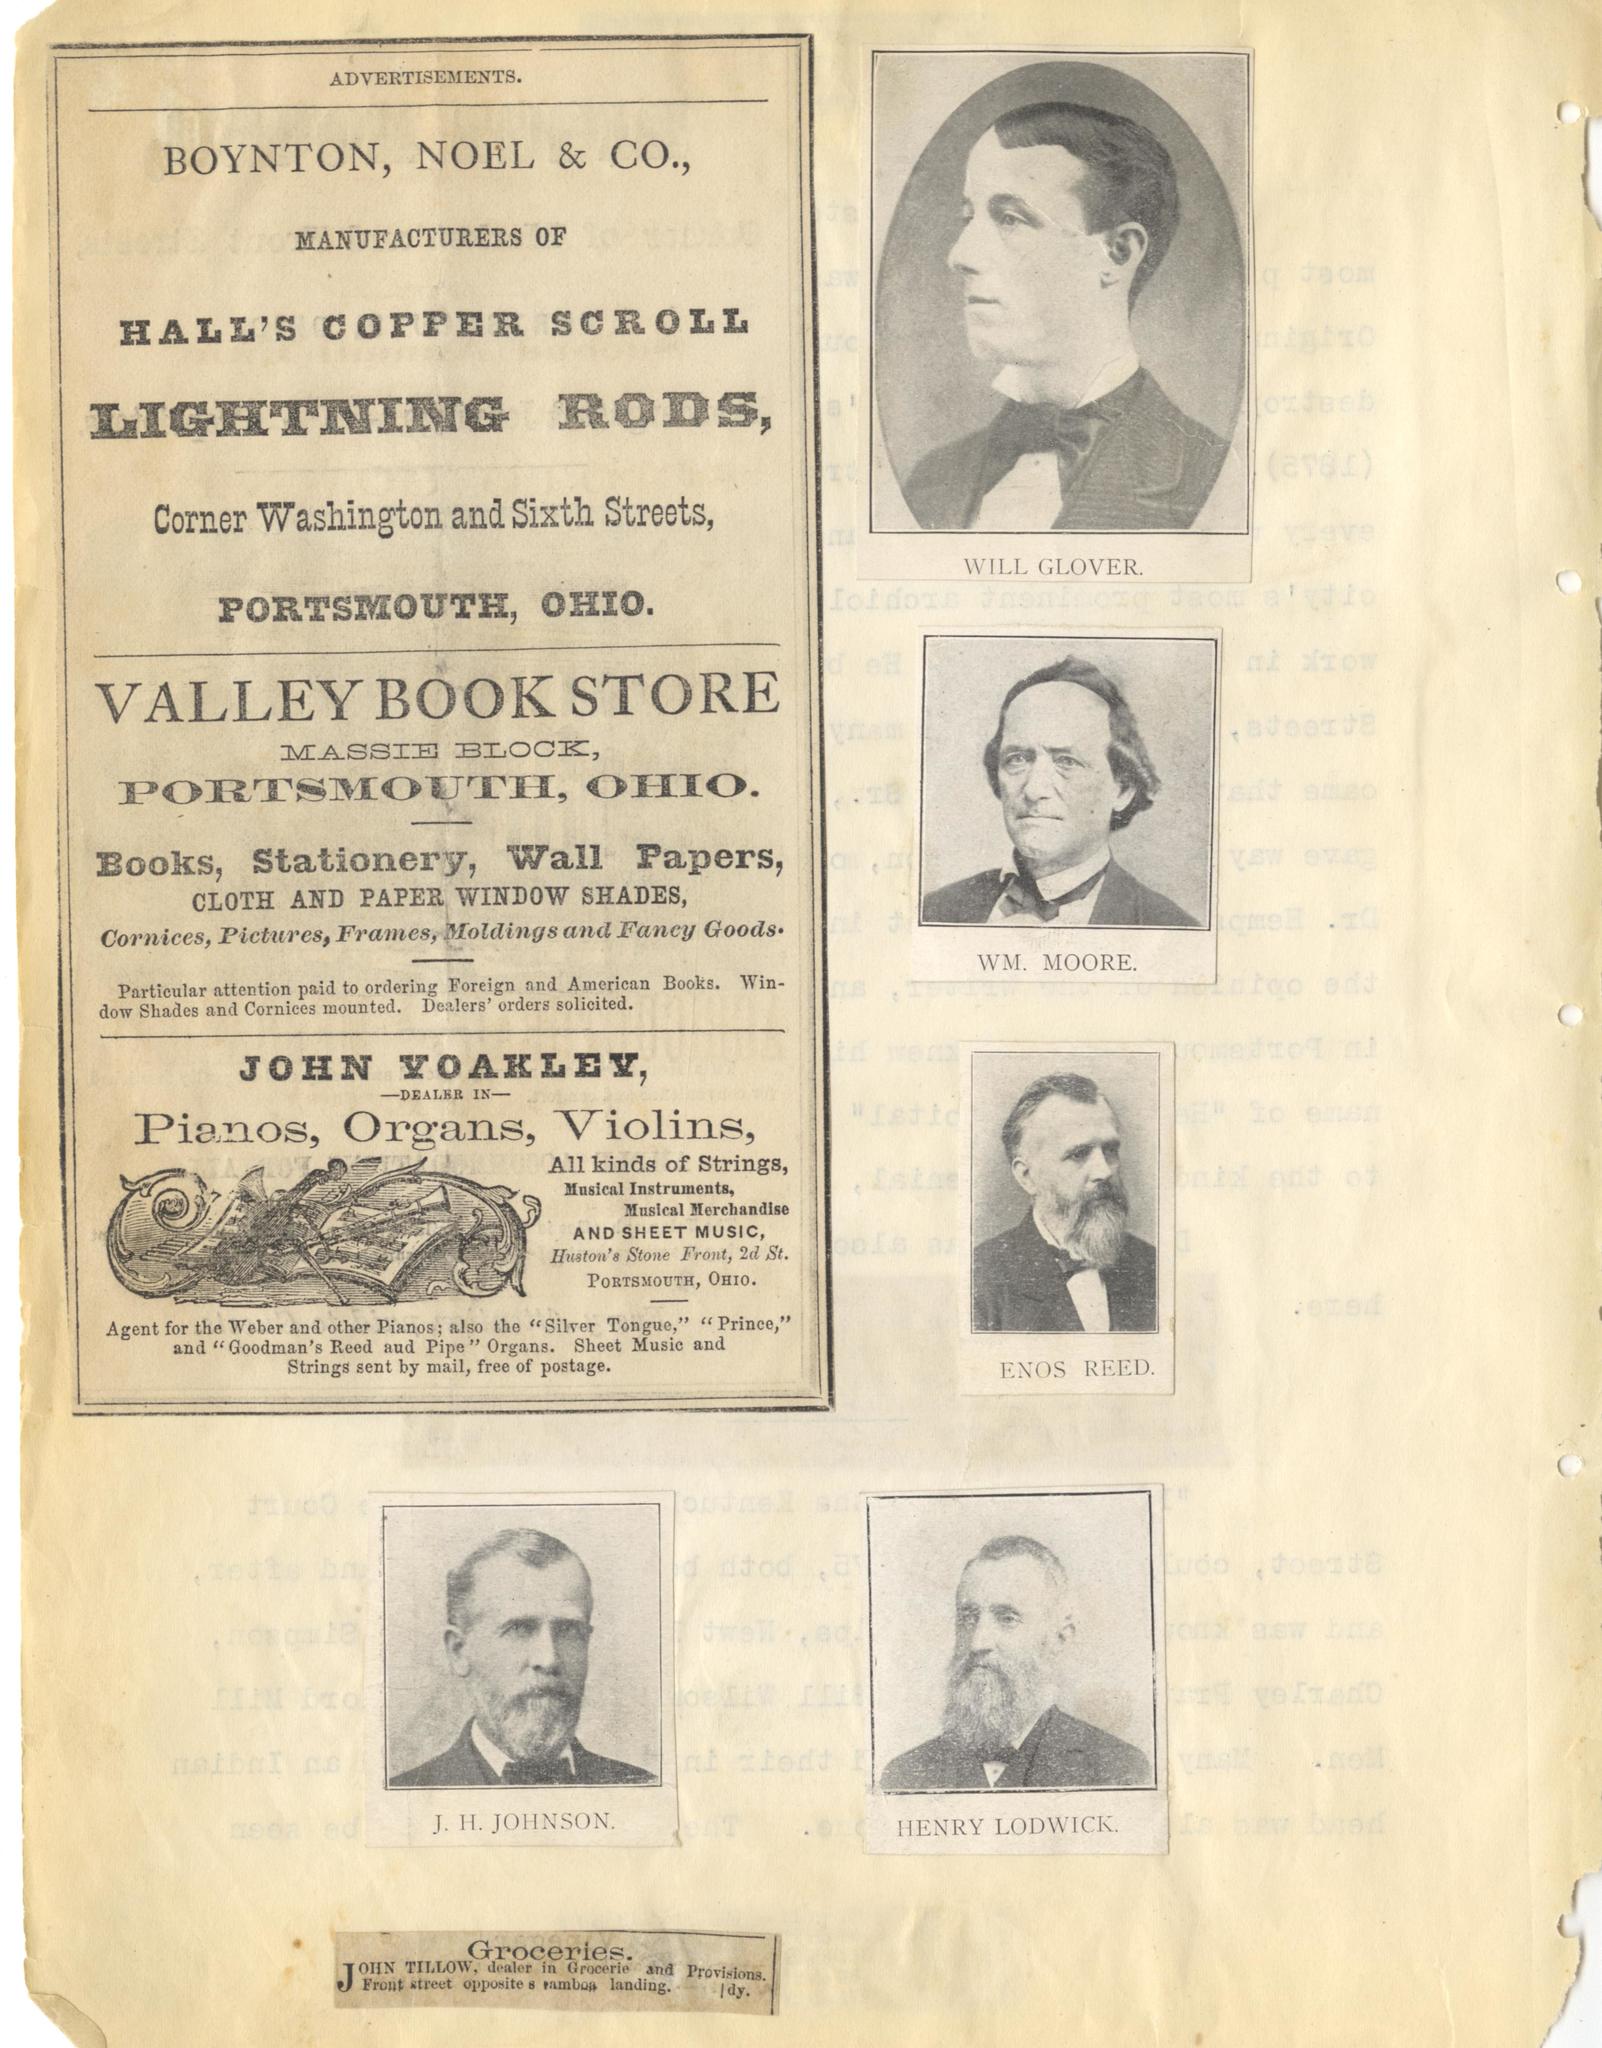 ADVERTISEMENTS.
BOYNTON, NOEL & CO.,
MANUFACTURERS OF
HALL'S COPPER SCROLL
LIGHTNING RODS,
Corner Washington and Sixth Streets,
PORTSMOUTH, OHIO.
VALLEY BOOK STORE
MASSIE BLOCK,
PORTSMOUTH, OHIO.
Books, Stationery, Wall Papers,
CLOTH AND PAPER WINDOW SHADES,
Cornices, Pictures, Frames, Moldings and Fancy Goods.
Particular attention paid to ordering Foreign and American Books. Win-
dow Shades and Cornices mounted. Dealers' orders solicited.
JOHN YOAKLEY,
—DEALER IN—
Pianos, Organs, Violins,
All kinds of Strings,
Musical Instruments,
Musical Merchandise
AND SHEET MUSIC,
Huston's Stone Front, 2d St.
PORTSMOUTH, OHIO.
Agent for the Weber and other Pianos; also the "Silver Tongue," "Prince,"
and "Goodman's Reed aud Pipe" Organs. Sheet Music and
Strings sent by mail, free of postage.
WILL GLOVER.
WM. MOORE.
ENOS REED.
J. H. JOHNSON.
HENRY LODWICK.
Groceries.
JOHN TILLOW, dealer in Grocerie and Provisions.
Front street opposite s eamboa landing. 1dy.